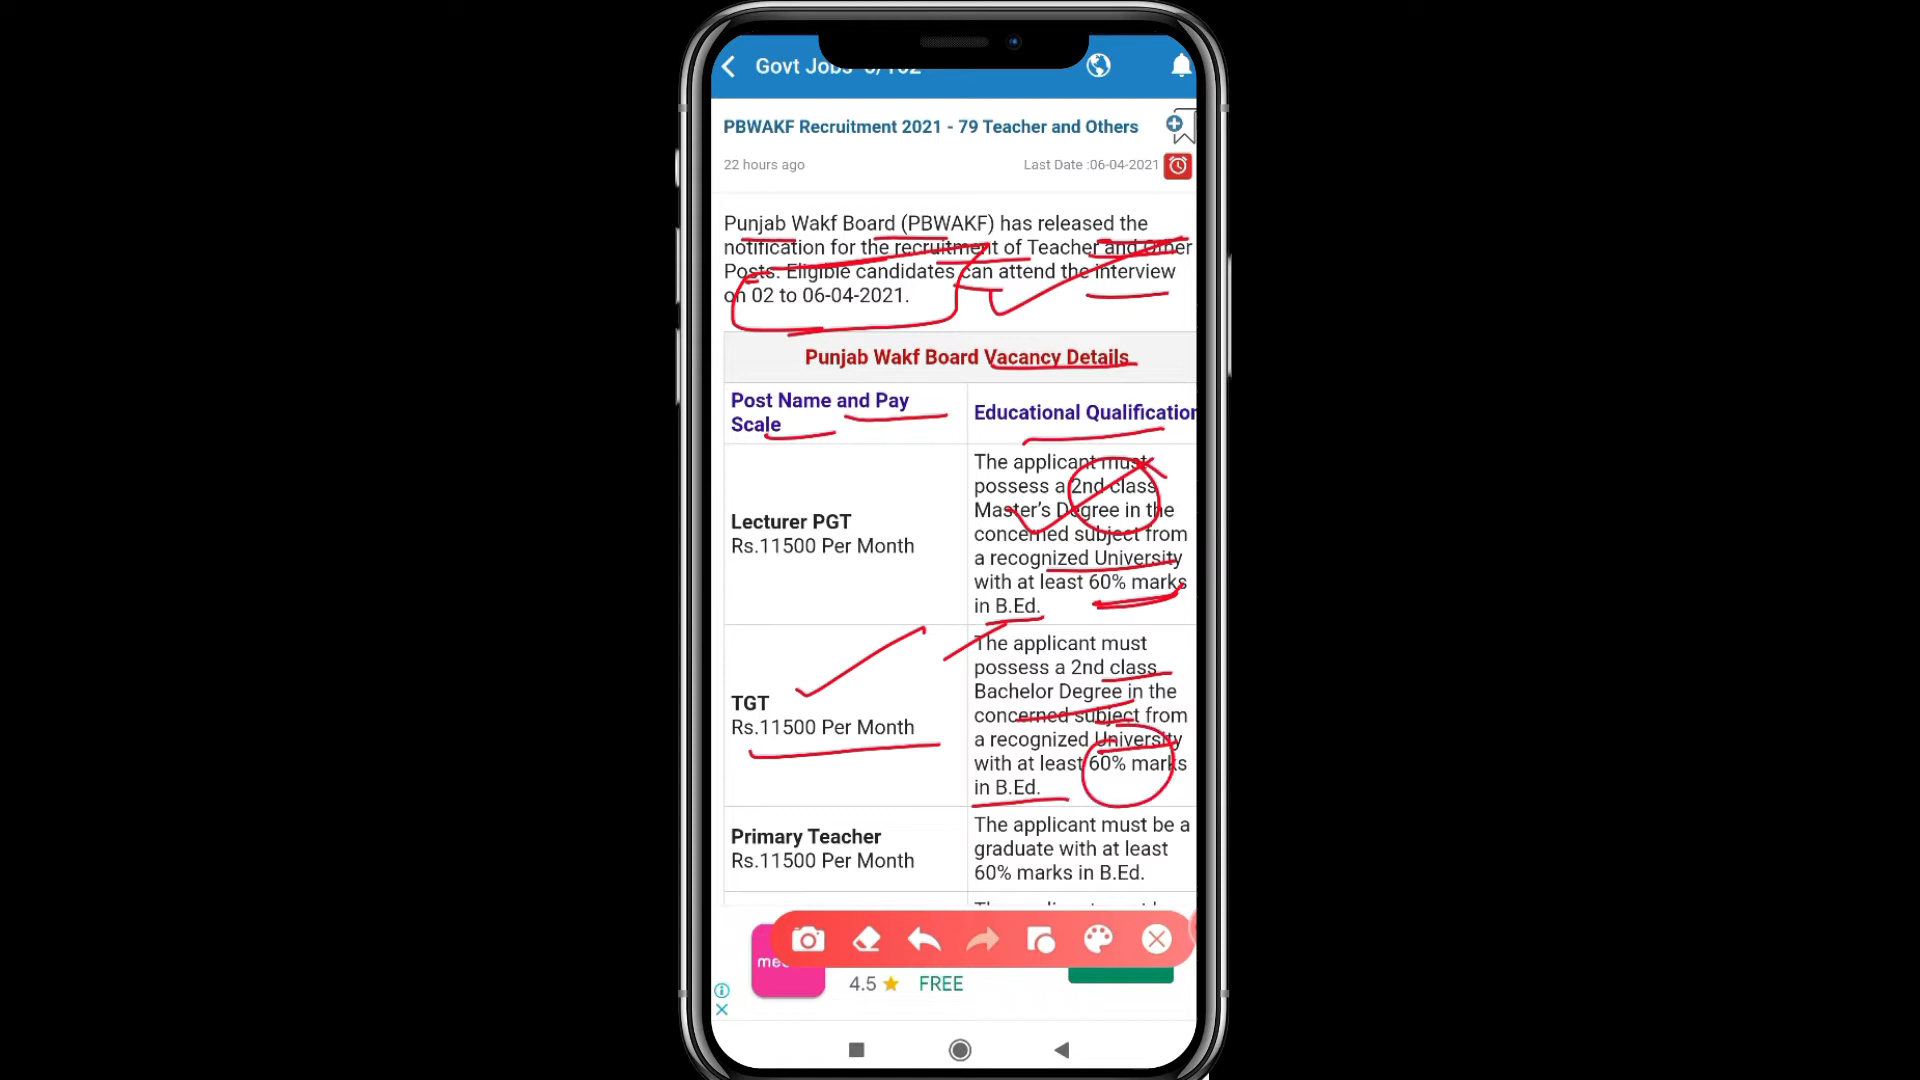 Govt Jobs
PBWAKF Recruitment 2021 - 79 Teacher and Others
22 hours ago
Last Date :06-04-2021
Punjab Wakf Board (PBWAKF) has released the
notification for the recruitment of Teacher and Other
Posts. Eligible candidates can attend the interview
on 02 to 06-04-2021.
Punjab Wakf Board Vacancy Details
Post Name and Pay
Scale
Educational Qualification
Lecturer PGT
Rs.11500 Per Month
The applicant must
possess a 2nd class
Master's Degree in the
concerned subject from
a recognized University
with at least 60% marks
in B.Ed.
TGT
Rs.11500 Per Month
The applicant must
possess a 2nd class
Bachelor Degree in the
concerned subject from
a recognized University
with at least 60% marks
in B.Ed.
Primary Teacher
Rs.11500 Per Month
The applicant must be a
graduate with at least
60% marks in B.Ed.
4.5 ★ FREE